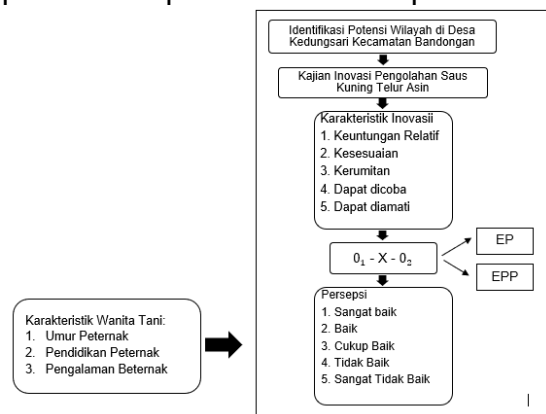 Identifikasi Potensi Wilayah di Desa
Kedungsari Kecamatan Bandongan
Kajian Inovasi Pengolahan Saus
Kuning Telur Asin
Karakteristik Inovasii
1. Keuntungan Relatif
2. Kesesuaian
3. Kerumitan
4. Dapat dicoba
5. Dapat diamati
0₁ - X - 0₂
EP
EPP
Persepsi
1. Sangat baik
2. Baik
3. Cukup Baik
4. Tidak Baik
5. Sangat Tidak Baik
Karakteristik Wanita Tani:
1. Umur Peternak
2. Pendidikan Peternak
3. Pengalaman Beternak